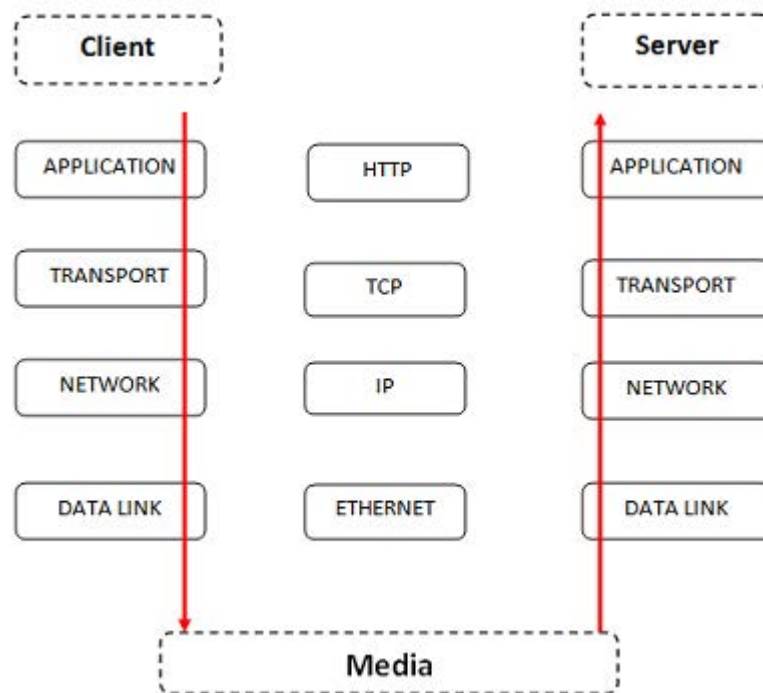 Client
Server
APPLICATION
HTTP
APPLICATION
TRANSPORT
TCP
TRANSPORT
NETWORK
IP
NETWORK
DATA LINK
ETHERNET
DATA LINK
Media